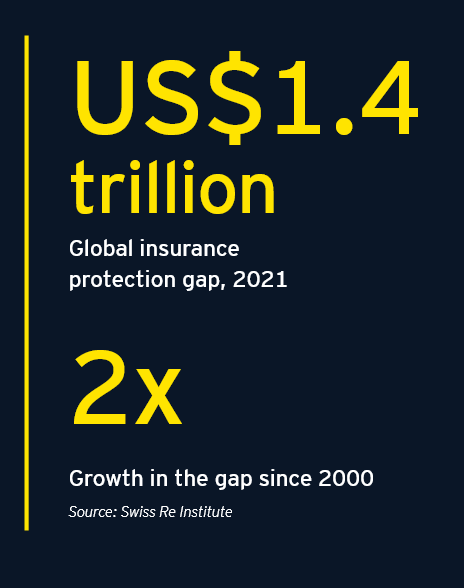 US$1.4
trillion
Global insurance
protection gap, 2021
2x
Growth in the gap since 2000
Source: Swiss Re Institute